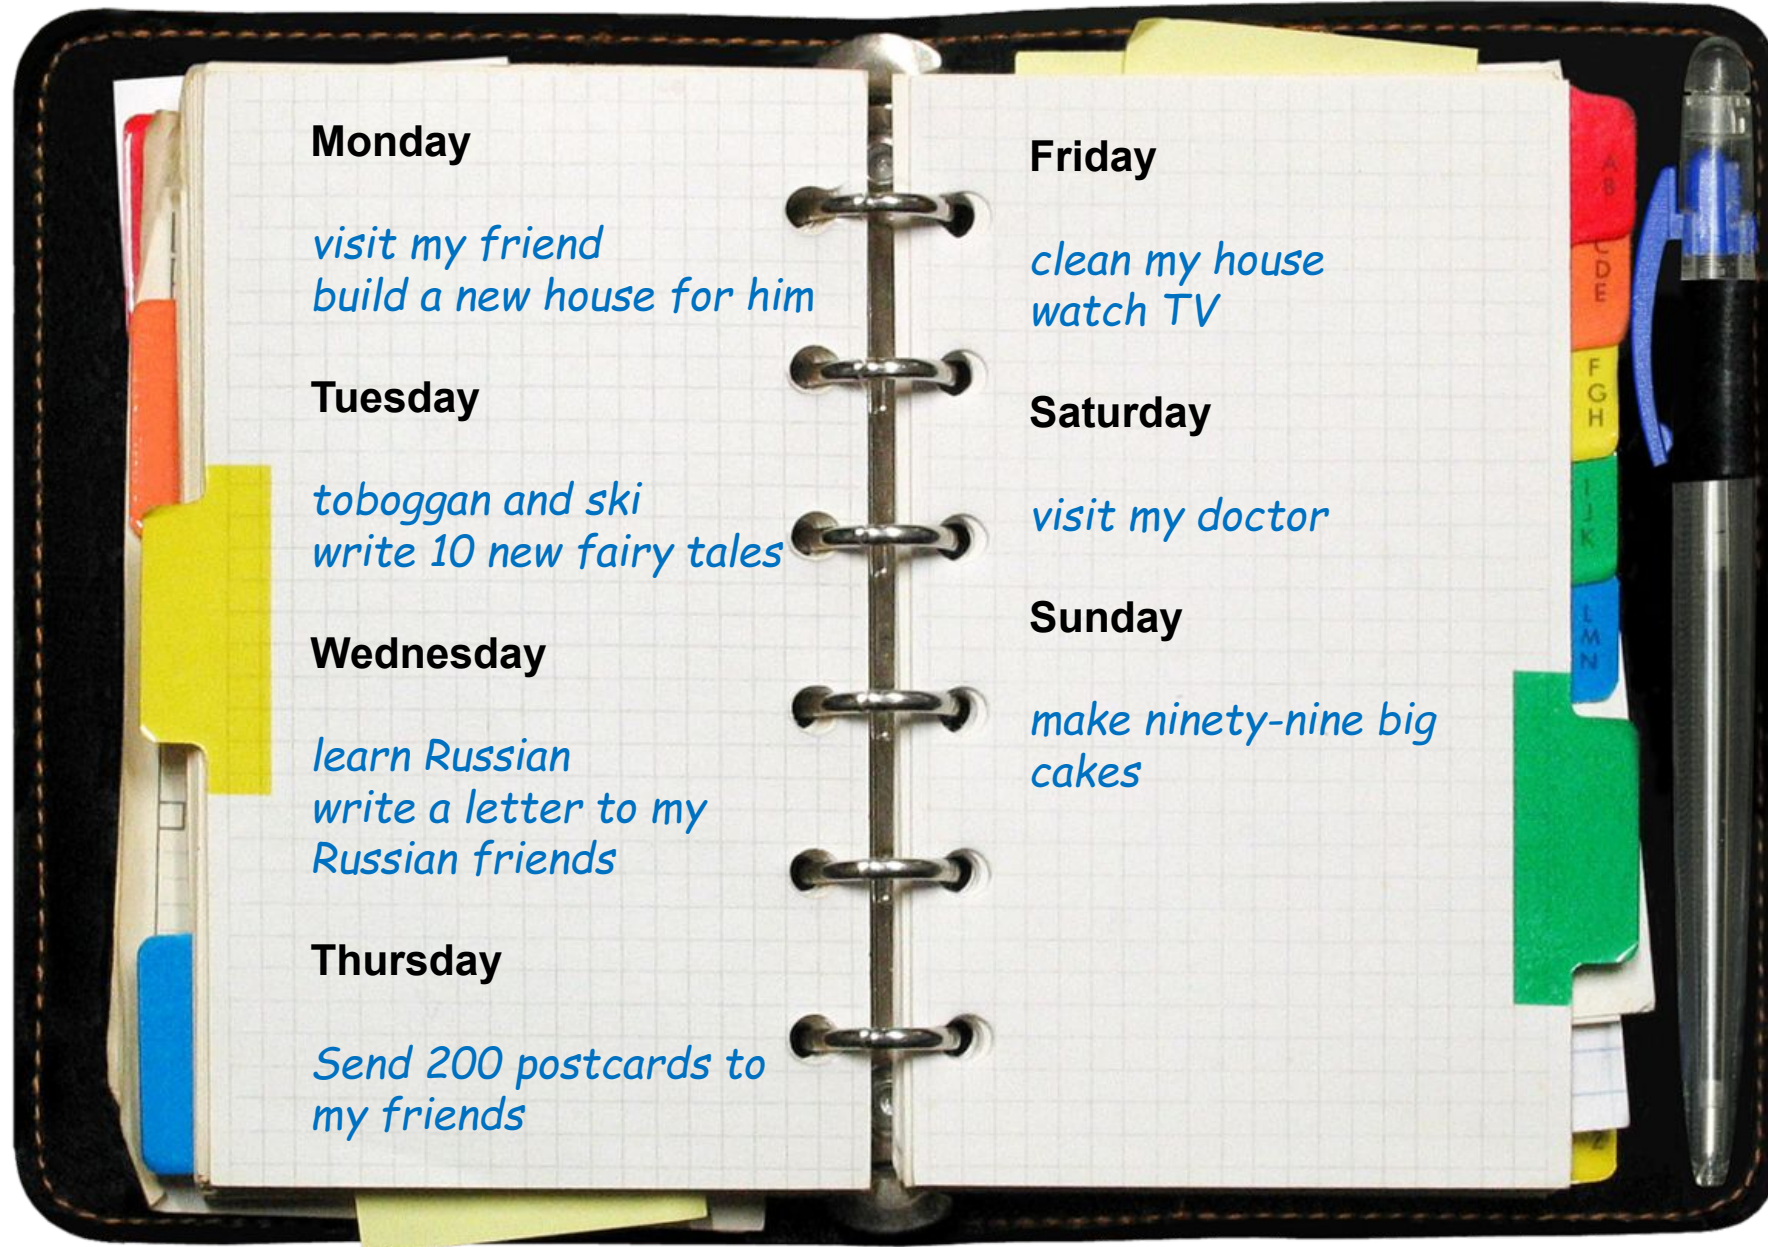 Monday
visit my friend
build a new house for him
Tuesday
toboggan and ski
write 10 new fairy tales
Wednesday
learn Russian
write a letter to my
Russian friends
Thursday
Send 200 postcards to
my friends
Friday
clean my house
watch TV
Saturday
visit my doctor
Sunday
make ninety-nine big
cakes
A
B
C
D
E
F
G
H
I
J
K
L
M
N
Z